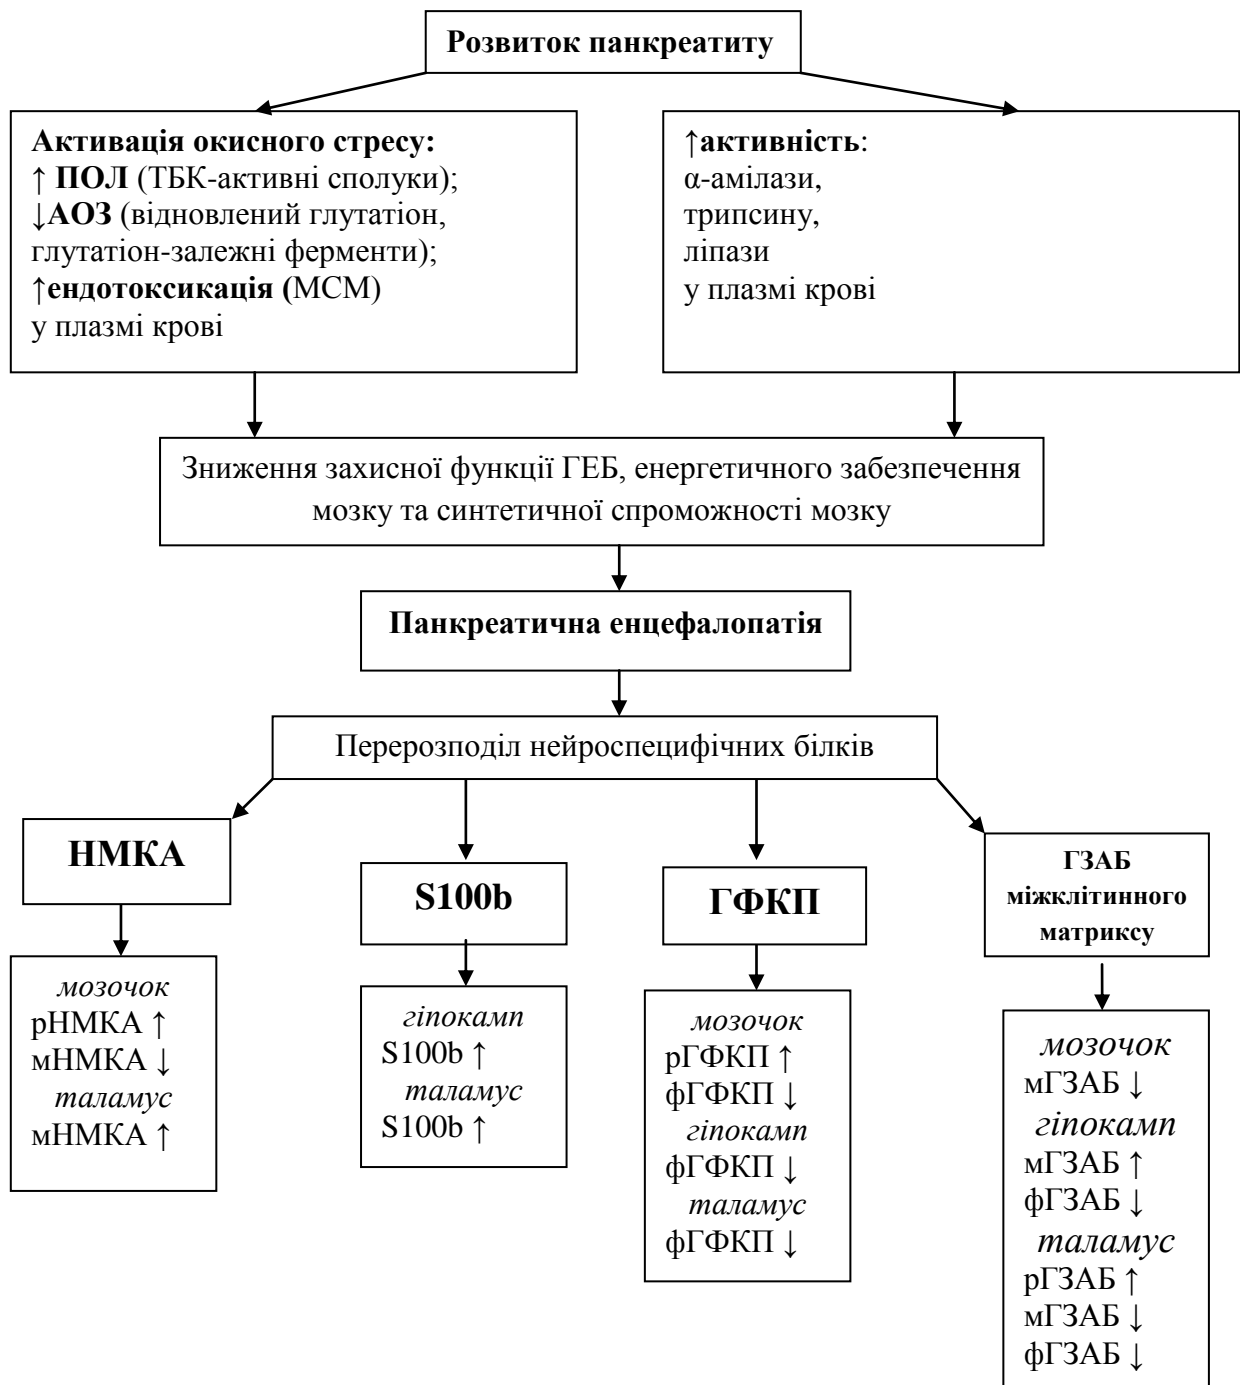 Розвиток панкреатиту
Активація окисного стресу:
↑ ПОЛ (ТБК-активні сполуки);
↓АОЗ (відновлений глутатіон,
глутатіон-залежні ферменти);
↑ендотоксикація (МСМ)
у плазмі крові
↑активність:
α-амілази,
трипсину,
ліпази
у плазмі крові
Зниження захисної функції ГЕБ, енергетичного забезпечення
мозку та синтетичної спроможності мозку
Панкреатична енцефалопатія
Перерозподіл нейроспецифічних білків
НМКА
мозочок
рНМКА ↑
мНМКА ↓
таламус
мНМКА ↑
S100b
гіпокамп
S100b ↑
таламус
S100b ↑
ГФКП
мозочок
рГФКП ↑
фГФКП ↓
гіпокамп
фГФКП ↓
таламус
фГФКП ↓
ГЗАБ
міжклітинного
матриксу
мозочок
мГЗАБ ↓
гіпокамп
мГЗАБ ↑
фГЗАБ ↓
таламус
рГЗАБ ↑
мГЗАБ ↓
фГЗАБ ↓